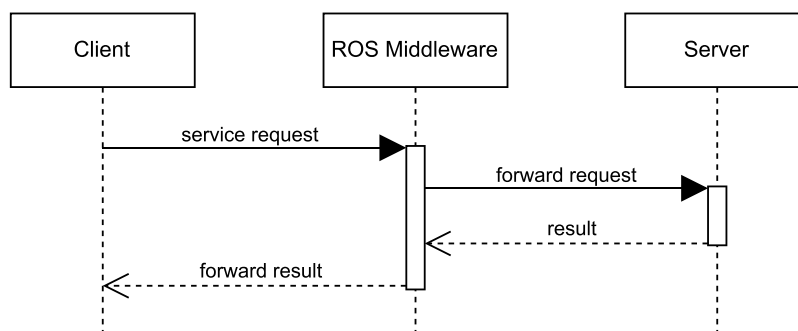 Client
ROS Middleware
Server
service request
forward request
result
forward result